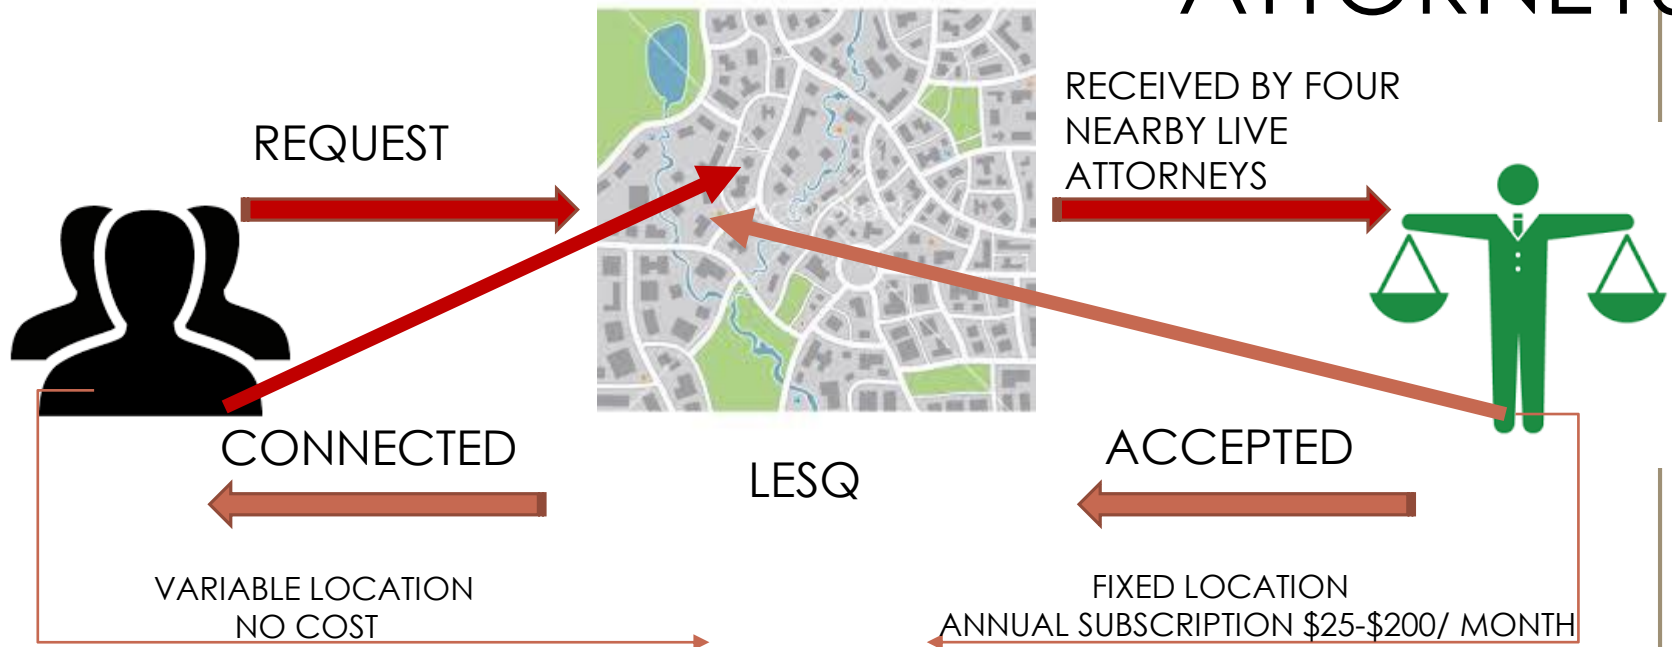 ATTORNEYS
REQUEST
RECEIVED BY FOUR
NEARBY LIVE
ATTORNEYS
CONNECTED
LESQ
ACCEPTED
VARIABLE LOCATION
NO COST
FIXED LOCATION
ANNUAL SUBSCRIPTION $25-$200/ MONTH